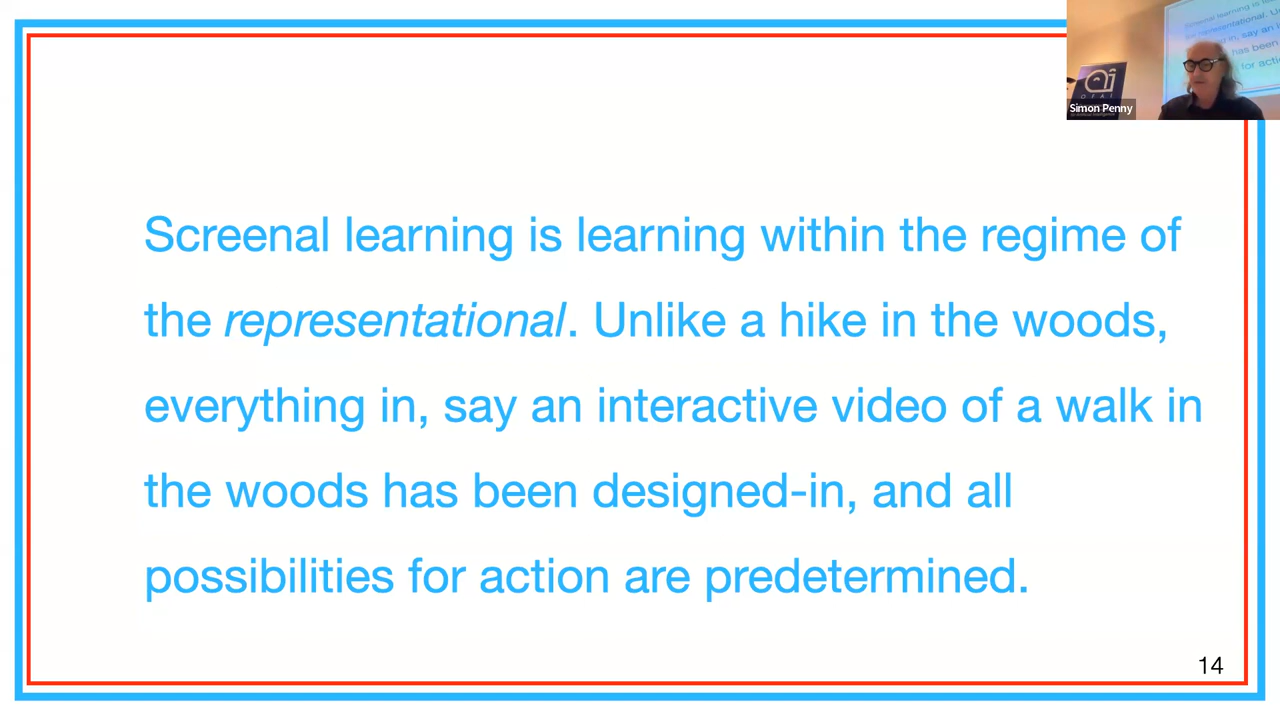 Screenal learning is learning within the regime of
the representational. Unlike a hike in the woods,
everything in, say an interactive video of a walk in
the woods has been designed-in, and all
possibilities for action are predetermined.
14
Simon Penny
OFAI